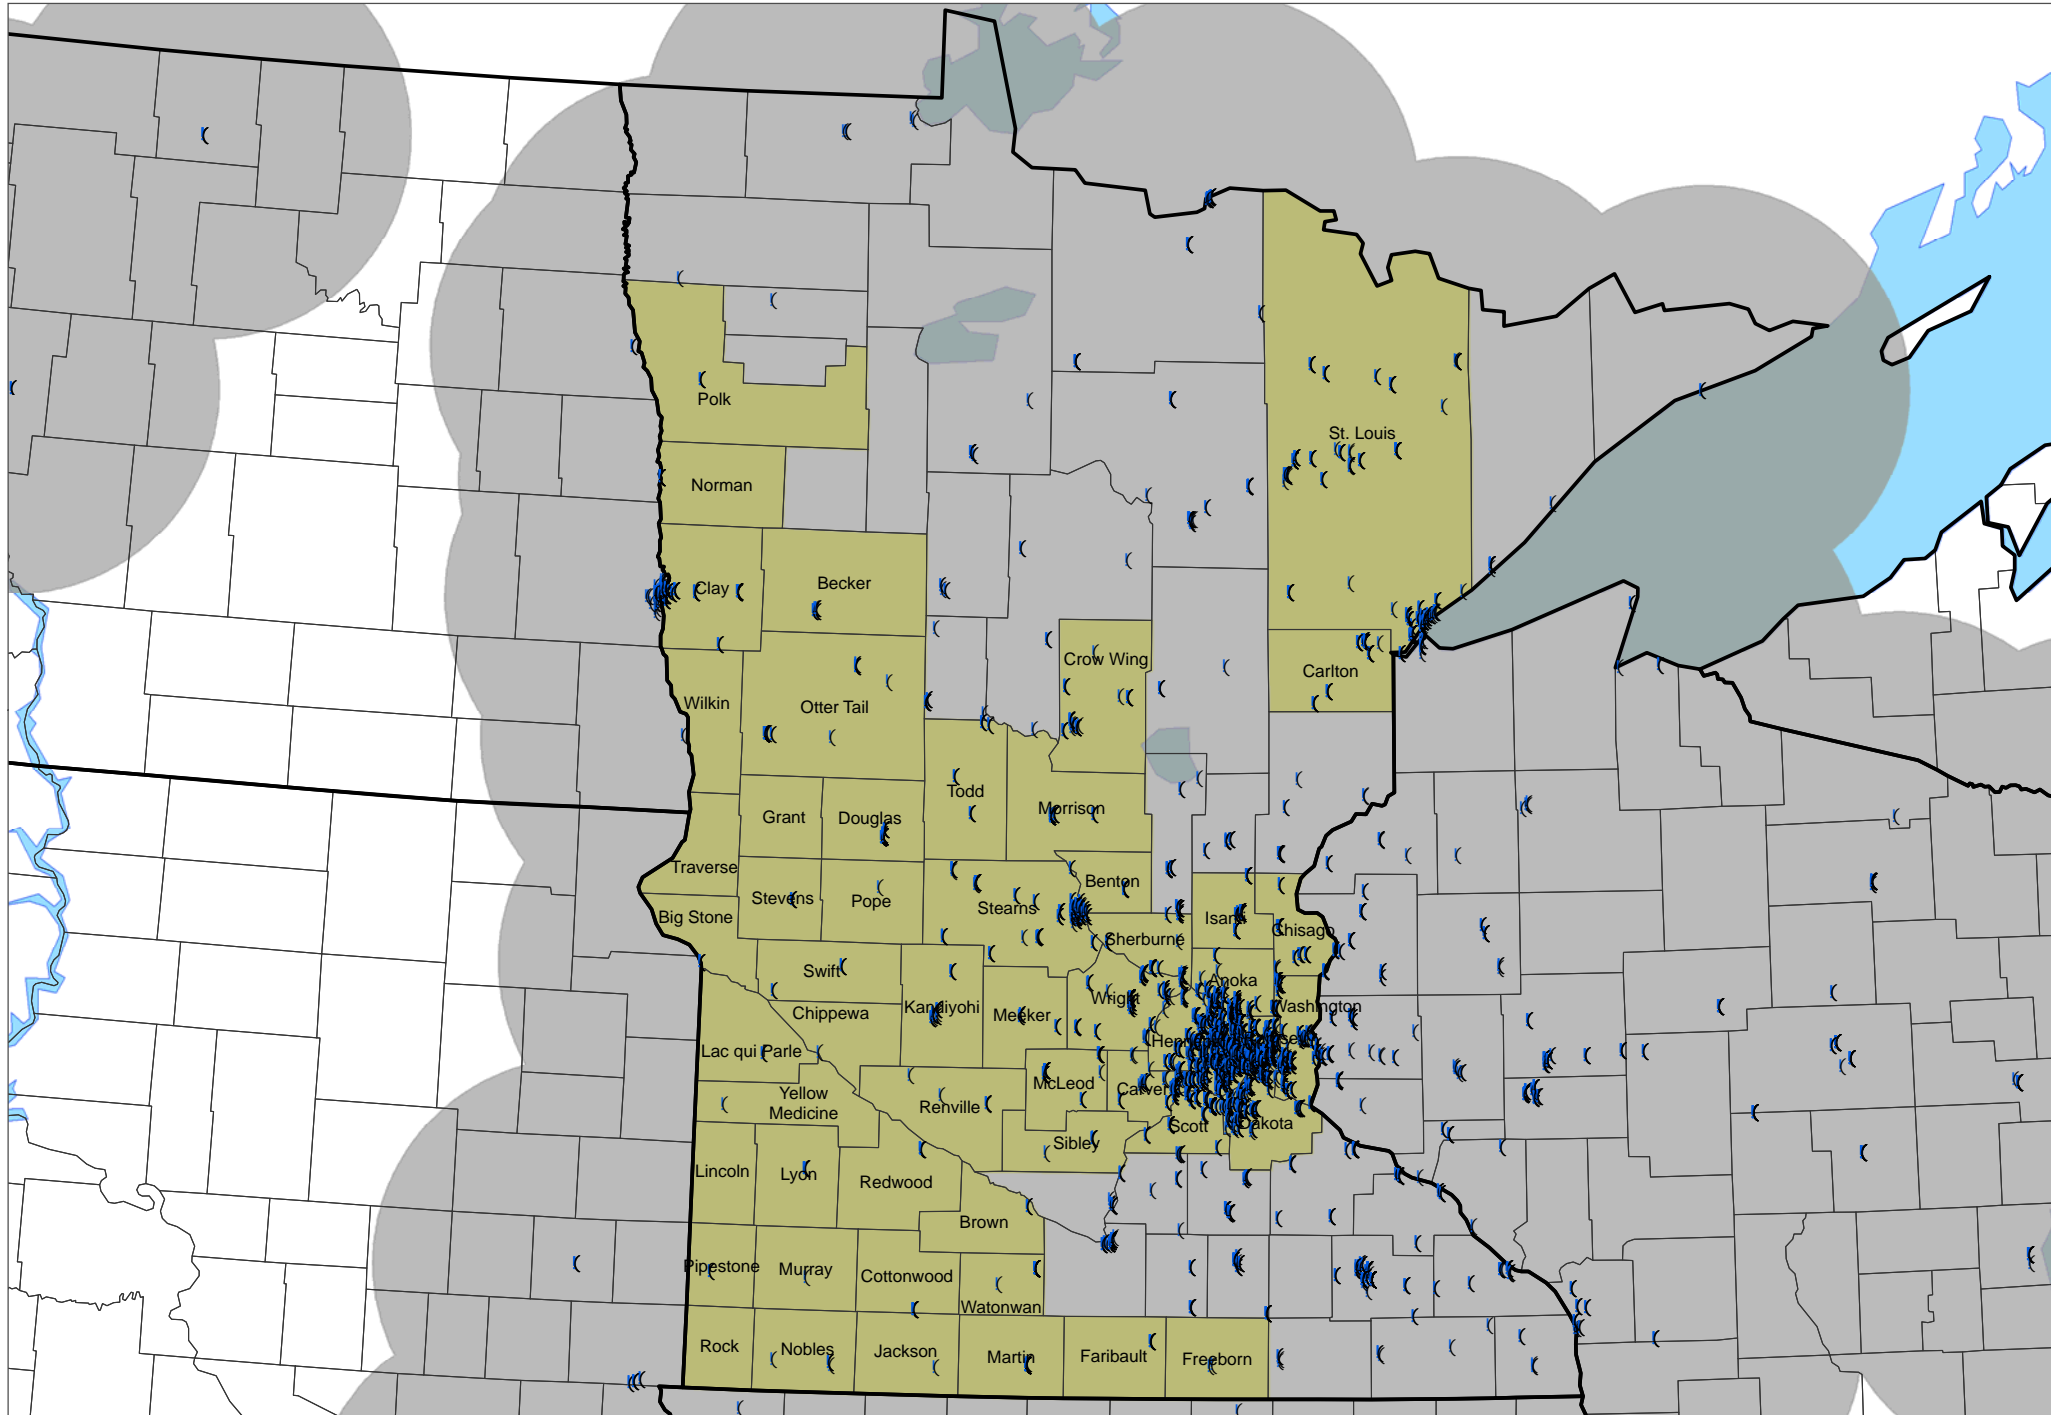 Polk
St. Louis
Norman
Clay
Becker
Crow Wing
Carlton
Wilkin
Otter Tail
Todd
Morrison
Grant
Douglas
Traverse
Benton
Stevens
Pope
Stearns
Big Stone
Isanti
Chisago
Sherburne
Swift
Anoka
Wright
Kandiyohi
Washington
Chippewa
Meeker
Lac qui Parle
McLeod
Carver
Yellow
Medicine
Renville
Scott
Dakota
Sibley
Lincoln
Lyon
Redwood
Brown
Pipestone
Murray
Cottonwood
Watonwan
Rock
Nobles
Jackson
Martin
Faribault
Freeborn